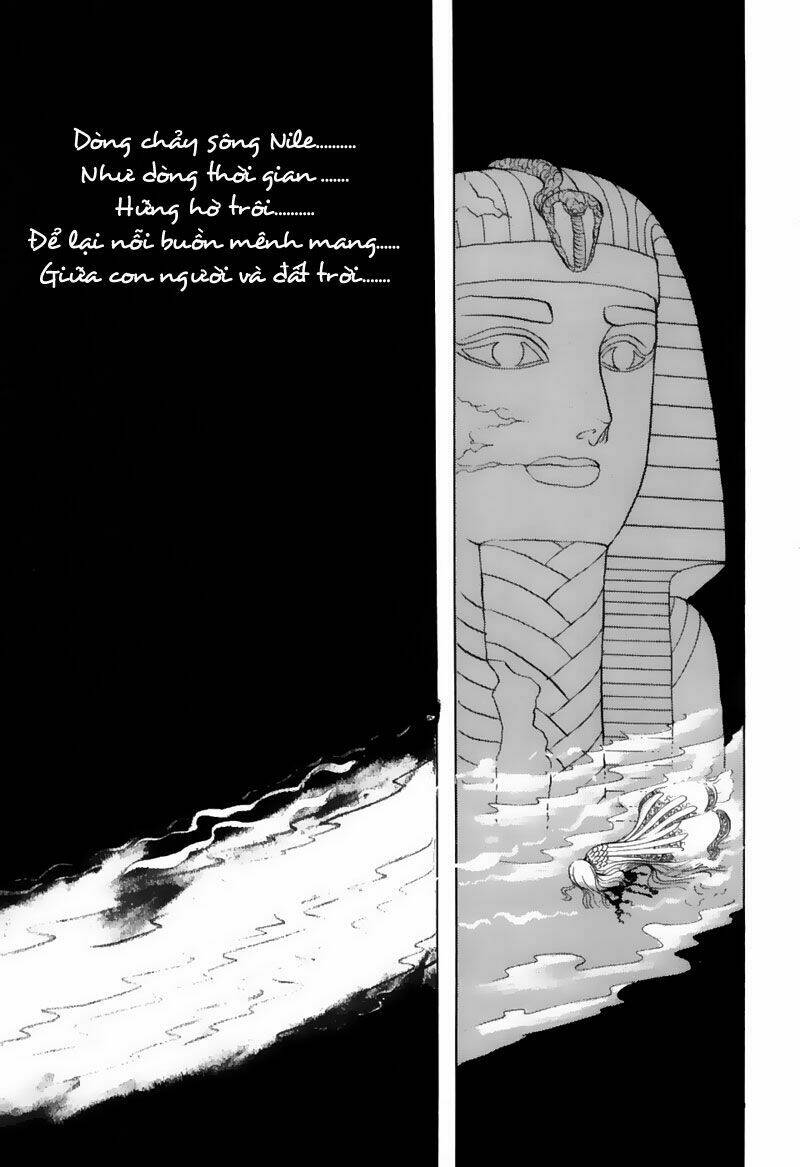 Dòng chảy sông Nile..........
Như dòng thời gian .......
Hững hờ trôi..........
Để lại nỗi buồn mênh mang......
Giữa con người và đất trời.......